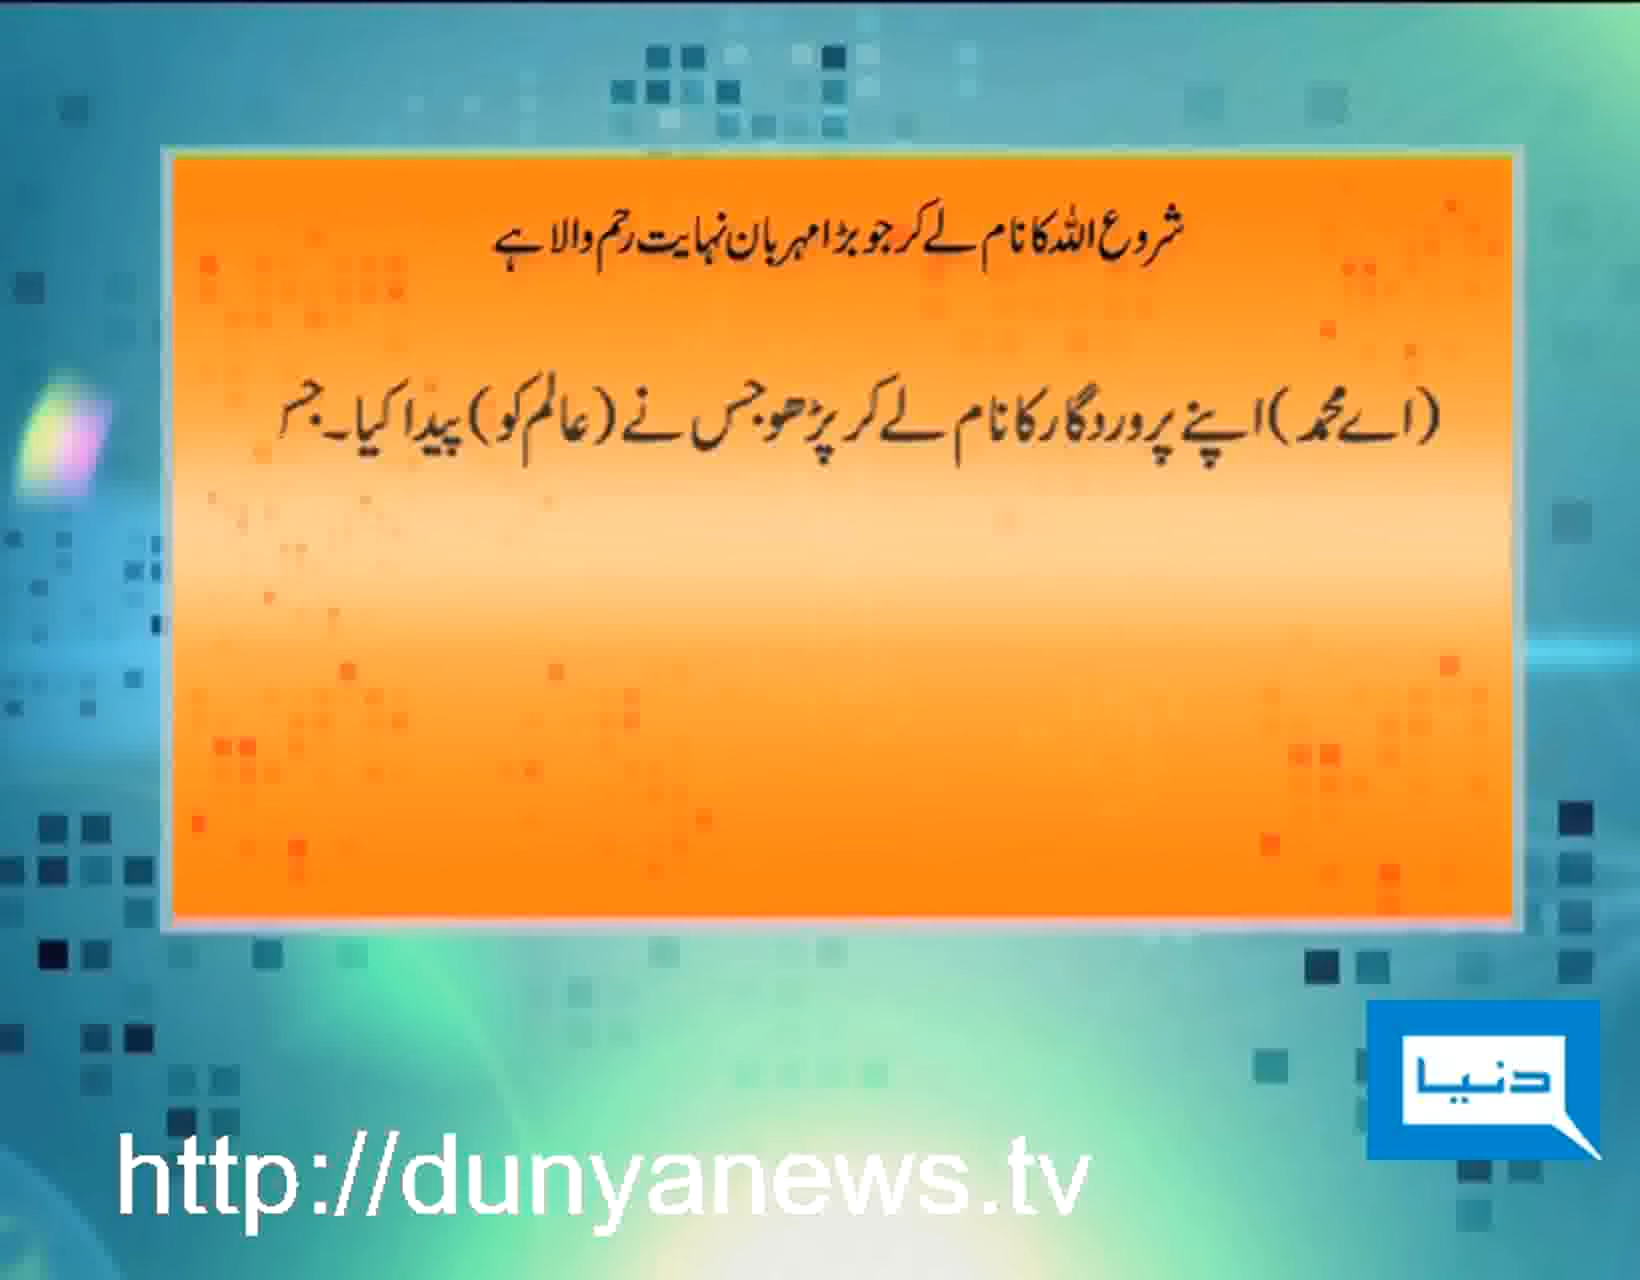 شروع اللہ کا نام لے کر جو بڑا مہربان نہایت رحم والا ہے
(اے محمد) اپنے پروردگار کا نام لے کر پڑھو جس نے (عالم کو) پیدا کیا۔
دنیا
http://dunyanews.tv